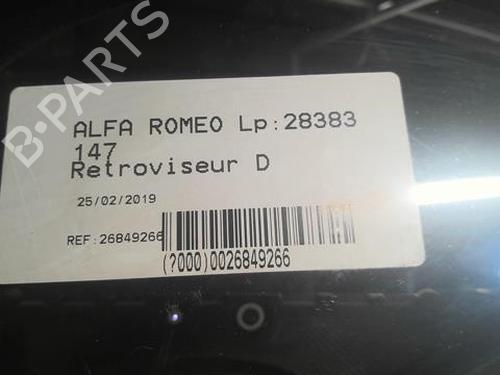 B-PARTS
ALFA ROMEO Lp:28383
147
Retroviseur D
25/02/2019
REF:26849266
(?000)0026849266